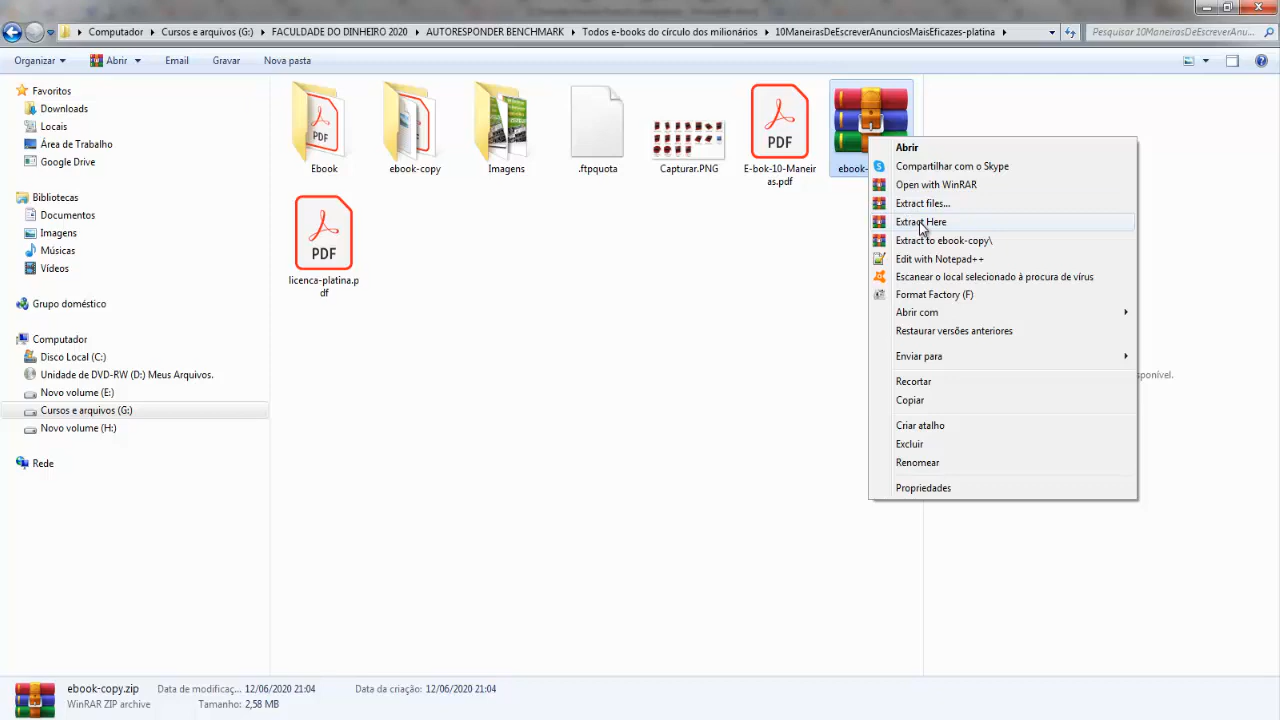 Computador
Cursos e arquivos (G:)
FACULDADE DO DINHEIRO 2020
AUTORESPONDER BENCHMARK
Todos e-books do círculo dos milionários
10ManeirasDeEscreverAnunciosMaisEficazes-platina
Pesquisar 10ManeirasDeEscreverAnu...
Organizar
Abrir
Email
Gravar
Nova pasta
Favoritos
Downloads
Locais
Área de Trabalho
Google Drive
Bibliotecas
Documentos
Imagens
Músicas
Vídeos
Grupo doméstico
Computador
Disco Local (C:)
Unidade de DVD-RW (D:) Meus Arquivos.
Novo volume (E:)
Cursos e arquivos (G:)
Novo volume (H:)
Rede
PDF
Ebook
ebook-copy
Imagens
.ftpquota
Capturar.PNG
PDF
E-bok-10-Manei
as.pdf
ebook-
PDF
licenca-platina.p
df
Abrir
Compartilhar com o Skype
Open with WinRAR
Extract files...
Extract Here
Extract to ebook-copy\
Edit with Notepad++
Escanear o local selecionado à procura de vírus
Format Factory (F)
Abrir com
Restaurar versões anteriores
Enviar para
Recortar
Copiar
Criar atalho
Excluir
Renomear
Propriedades
sponível.
ebook-copy.zip
Data de modificaç...
12/06/2020 21:04
Data da criação: 12/06/2020 21:04
WinRAR ZIP archive
Tamanho: 2,58 MB